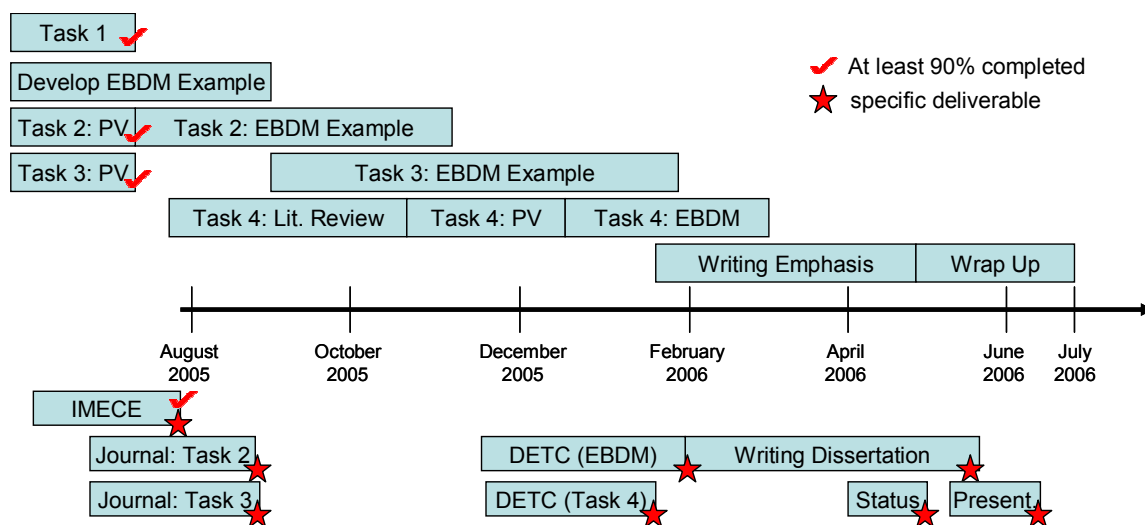 Task 1
At least 90% completed
Develop EBDM Example
specific deliverable
Task 2: PV
Task 2: EBDM Example
Task 3: PV
Task 3: EBDM Example
Task 4: Lit. Review
Task 4: PV
Task 4: EBDM
Writing Emphasis
Wrap Up
August
2005
October
2005
December
2005
February
2006
April
2006
June
2006
July
2006
IMECE
Journal: Task 2
DETC (EBDM)
Writing Dissertation
Journal: Task 3
DETC (Task 4)
Status
Present.